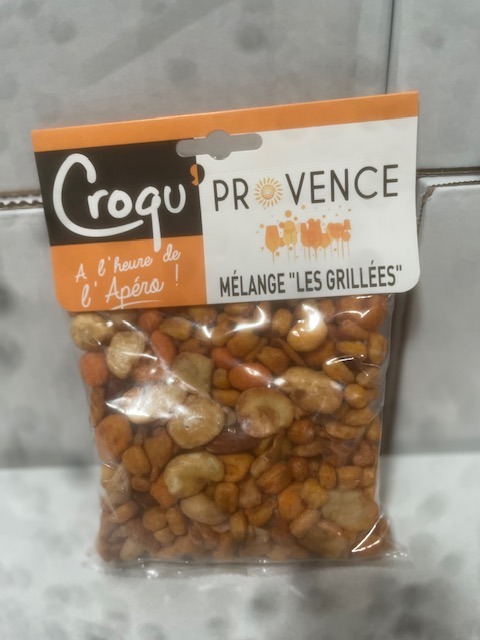 Croqu'
A l'heure de
l'Apéro !
PROVENCE
MÉLANGE "LES GRILLÉES"